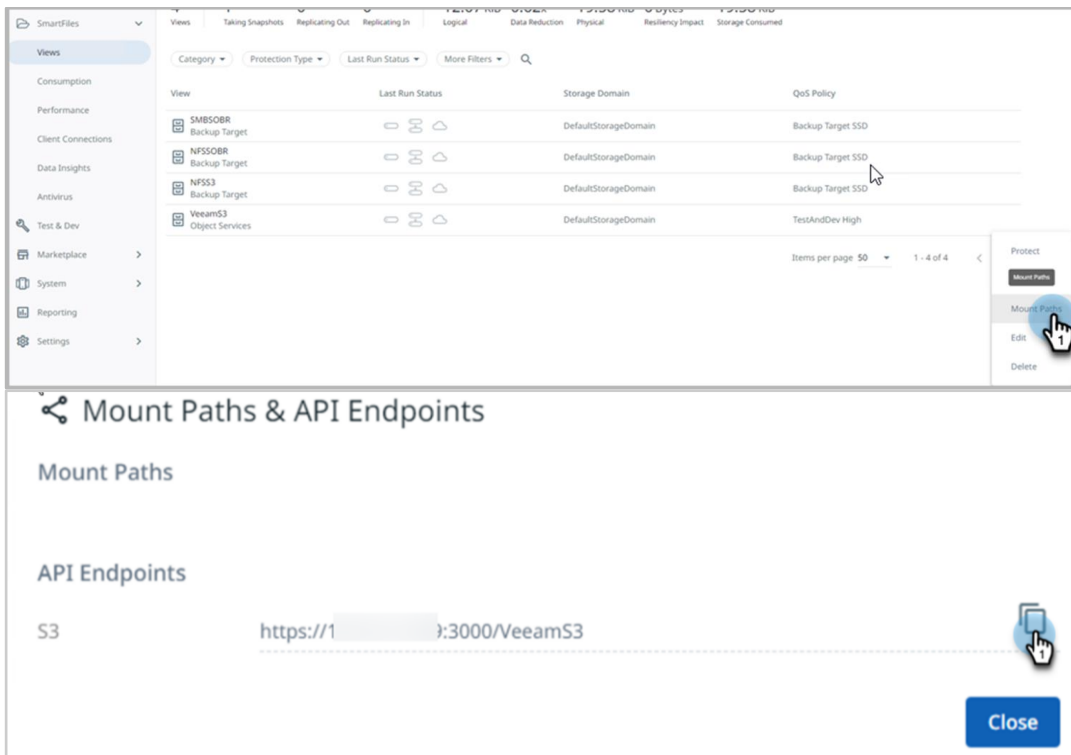 SmartFiles
Views Taking Snapshots Replicating Out Replicating In Logical Data Reduction Physical Resiliency Impact Storage Consumed
Views
Consumption
Performance
Client Connections
Data Insights
Antivirus
Test & Dev
Marketplace
System
Reporting
Settings
Category Protection Type Last Run Status More Filters
View Last Run Status Storage Domain QoS Policy
SMBSOBR
Backup Target DefaultStorageDomain Backup Target SSD
NFSSOBR
Backup Target DefaultStorageDomain Backup Target SSD
NFSS3
Backup Target DefaultStorageDomain Backup Target SSD
VeeamS3
Object Services DefaultStorageDomain TestAndDev High
Items per page 50 1 - 4 of 4
Protect
Mount Paths
Mount Paths
1
Edit
Delete
Mount Paths & API Endpoints
Mount Paths
API Endpoints
S3 https://1 9:3000/VeeamS3
1
Close